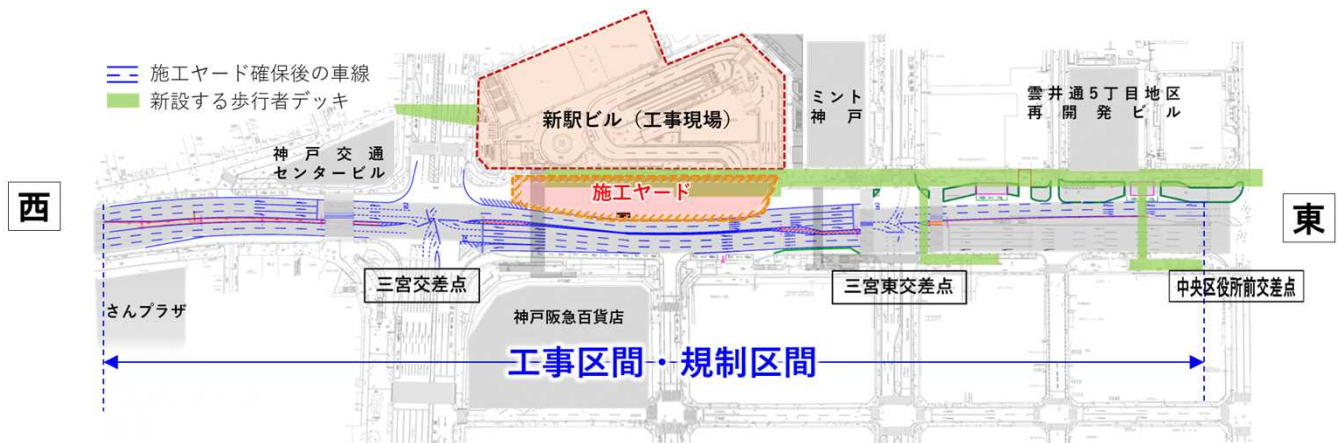 施工ヤード確保後の車線
新設する歩行者デッキ
新駅ビル（工事現場）
ミント
神戸
雲井通5丁目地区
再開発ビル
神戸交通
センタービル
施工ヤード
西
東
三宮交差点
三宮東交差点
中央区役所前交差点
さんプラザ
神戸阪急百貨店
工事区間・規制区間